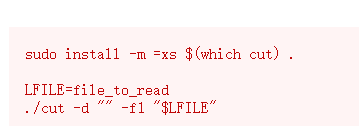 sudo install -m =xs $(which cut) .
LFILE=file_to_read
./cut -d "" -f1 "$LFILE"